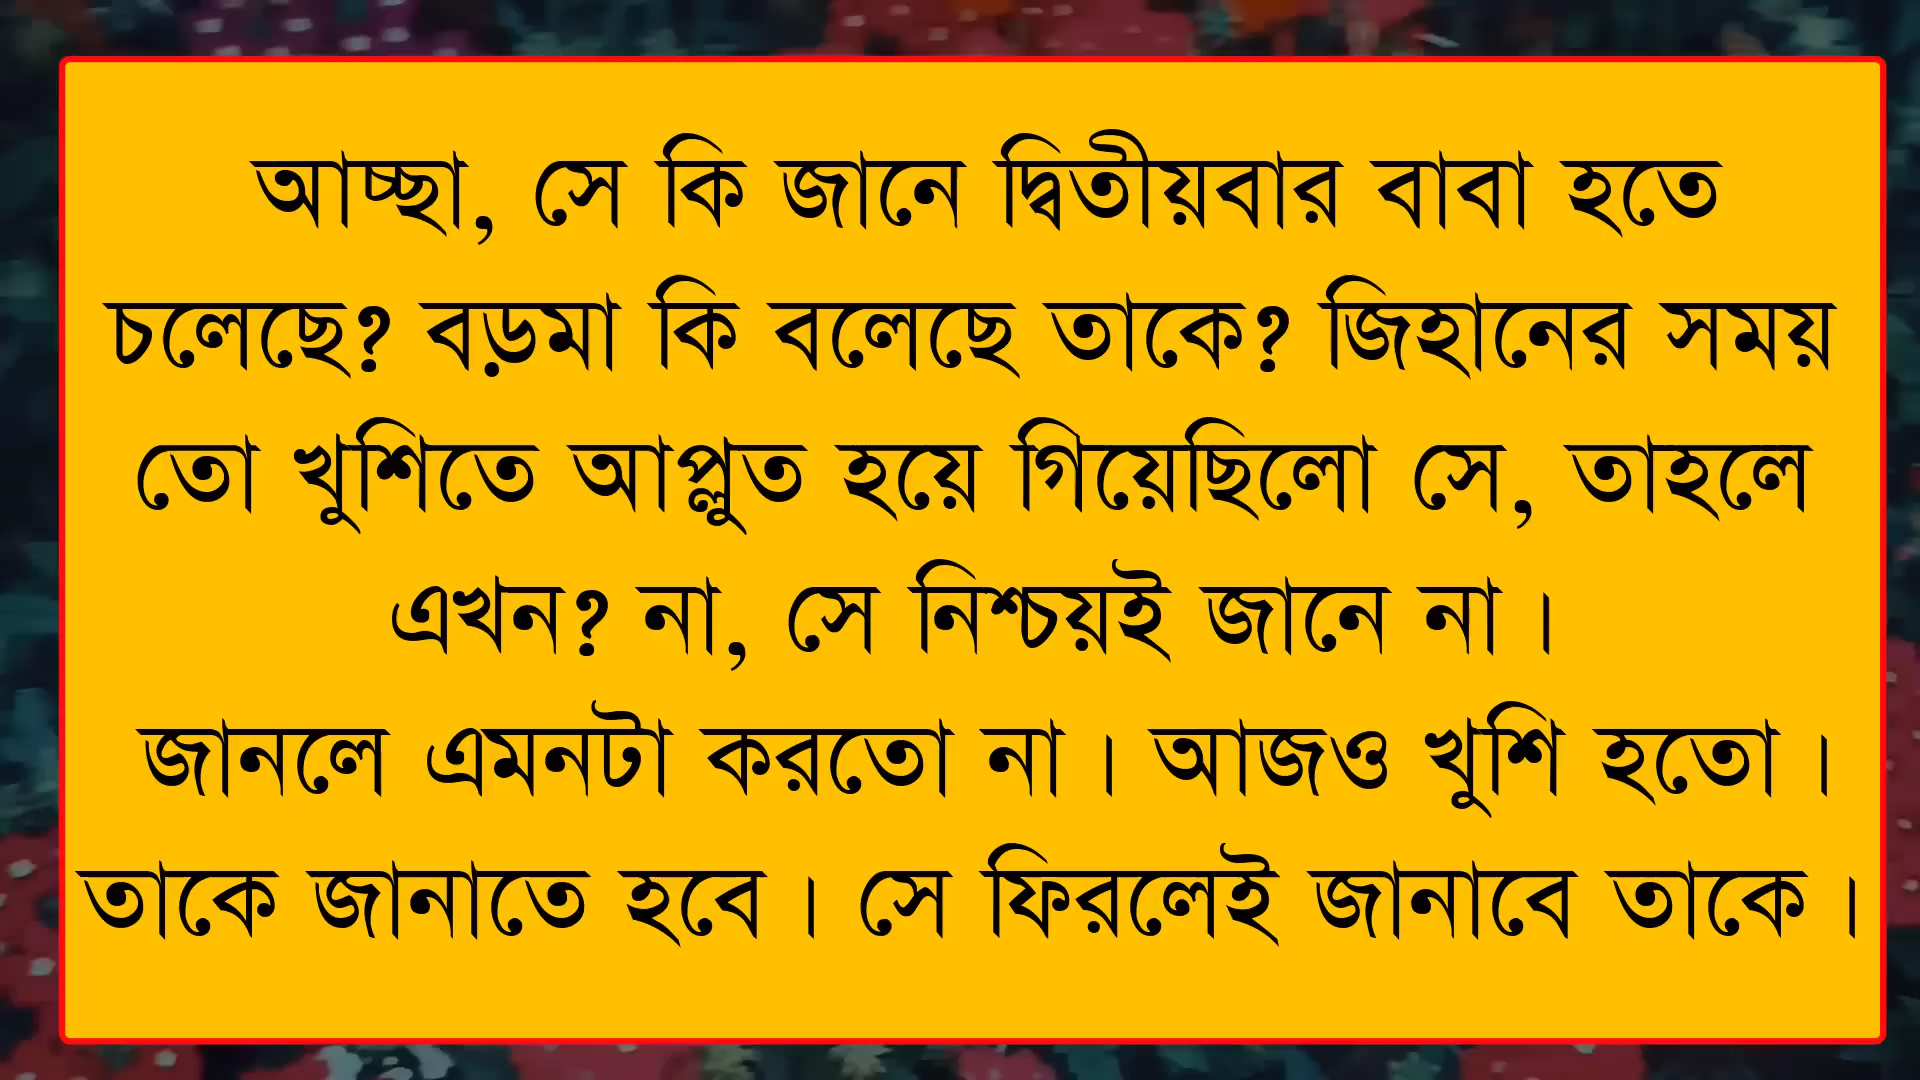 আচ্ছা, সে কি জানে দ্বিতীয়বার বাবা হতে
চলেছে? বড়মা কি বলেছে তাকে? জিহানের সময়
তো খুশিতে আপ্লুত হয়ে গিয়েছিলো সে, তাহলে
এখন? না, সে নিশ্চয়ই জানে না।
জানলে এমনটা করতো না। আজও খুশি হতো।
তাকে জানাতে হবে। সে ফিরলেই জানাবে তাকে।